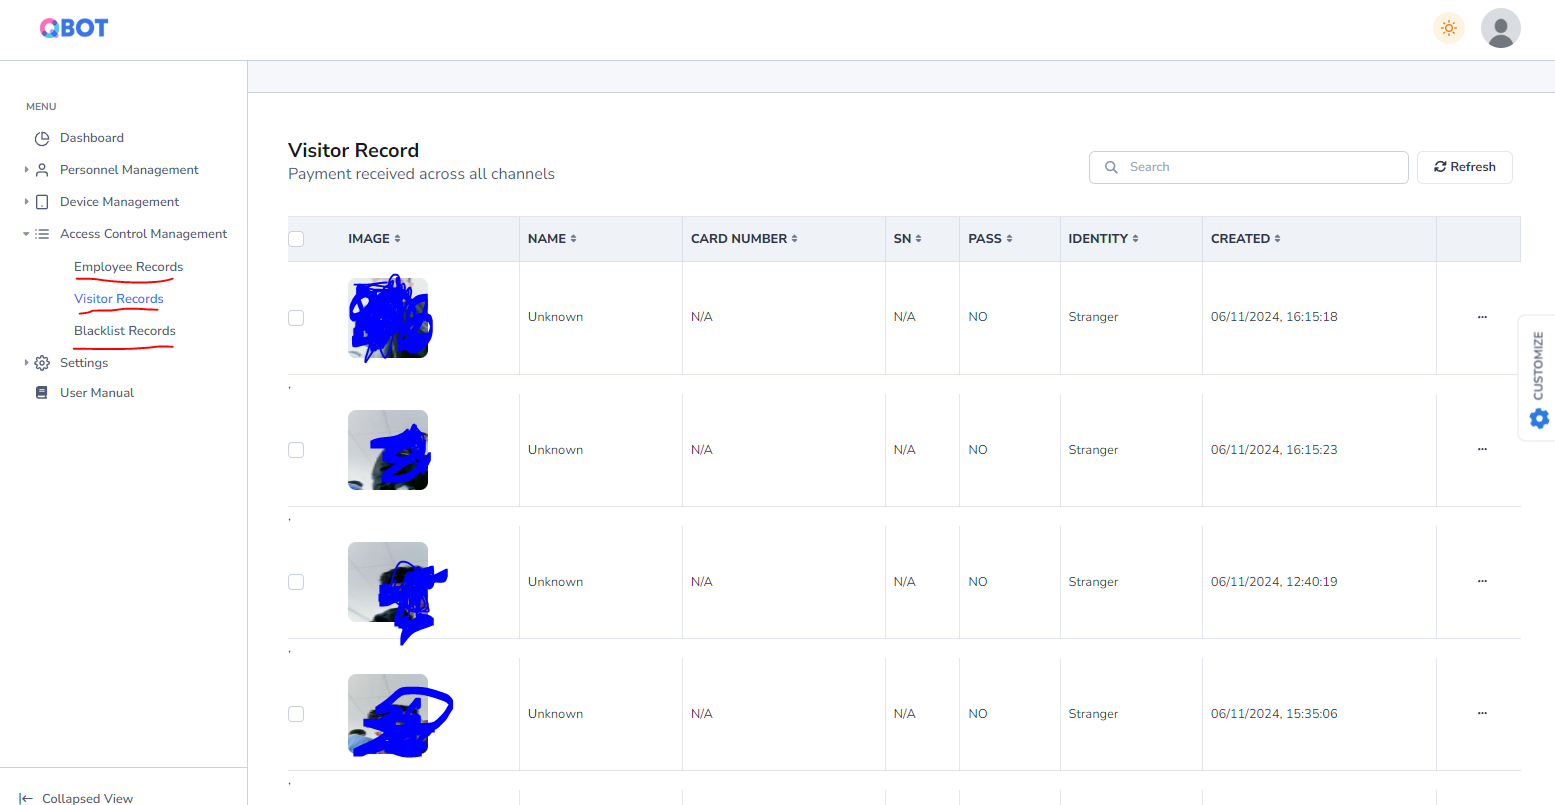 QBOT
MENU
Dashboard
Personnel Management
Device Management
Access Control Management
Employee Records
Visitor Records
Blacklist Records
Settings
User Manual
Collapsed View
Visitor Record
Payment received across all channels
Search
Refresh
IMAGE NAME CARD NUMBER SN PASS IDENTITY CREATED
Unknown N/A N/A NO Stranger 06/11/2024, 16:15:18 ...
,
Unknown N/A N/A NO Stranger 06/11/2024, 16:15:23 ...
,
Unknown N/A N/A NO Stranger 06/11/2024, 12:40:19 ...
,
Unknown N/A N/A NO Stranger 06/11/2024, 15:35:06 ...
,
CUSTOMIZE